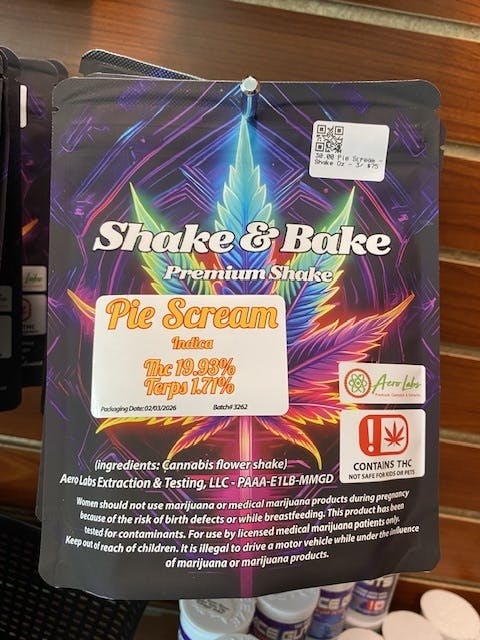 30.00 Pie Scream -
Shake Oz - 3/ $75
Shake & Bake
Premium Shake
Pie Scream
Indica
Thc 19.93%
Terps 1.71%
Packaging Date: 02/03/2026 Batch# 3262
Aero Labs
(ingredients: Cannabis flower shake)
Aero Labs Extraction & Testing, LLC - PAAA-E1LB-MMGD
CONTAINS THC
NOT SAFE FOR KIDS OR PETS
Women should not use marijuana or medical marijuana products during pregnancy
because of the risk of birth defects or while breastfeeding. This product has been
tested for contaminants. For use by licensed medical marijuana patients only.
Keep out of reach of children. It is illegal to drive a motor vehicle while under the influence
of marijuana or marijuana products.
Labs
THC